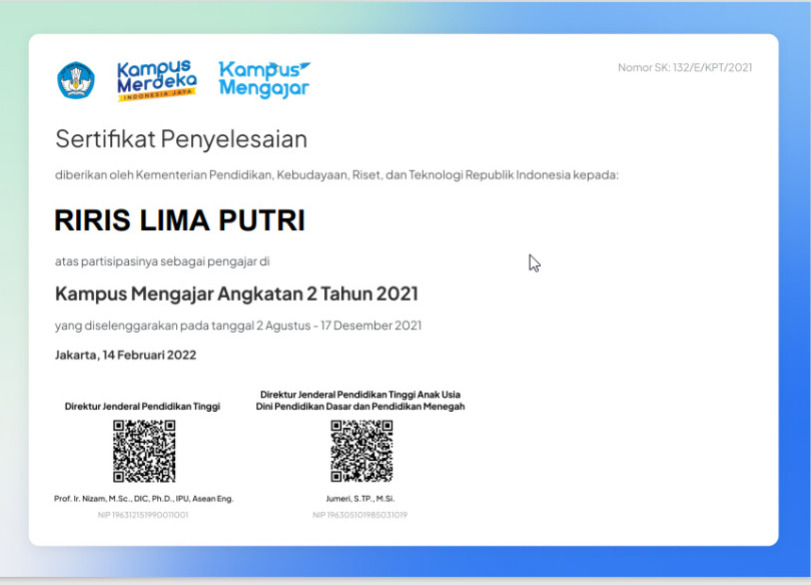 Kampus
Merdeka
INDONESIA JAYA
Kampus
Mengajar
Nomor SK: 132/E/KPT/2021
Sertifikat Penyelesaian
diberikan oleh Kementerian Pendidikan, Kebudayaan, Riset, dan Teknologi Republik Indonesia kepada:
RIRIS LIMA PUTRI
atas partisipasinya sebagai pengajar di
Kampus Mengajar Angkatan 2 Tahun 2021
yang diselenggarakan pada tanggal 2 Agustus - 17 Desember 2021
Jakarta, 14 Februari 2022
Direktur Jenderal Pendidikan Tinggi
Direktur Jenderal Pendidikan Tinggi Anak Usia
Dini Pendidikan Dasar dan Pendidikan Menegah
Prof. Ir. Nizam, M.Sc., DIC, Ph.D., IPU, Asean Eng.
NIP 196312151990011001
Jumeri, S.TP., M.Si.
NIP 196305101985031019